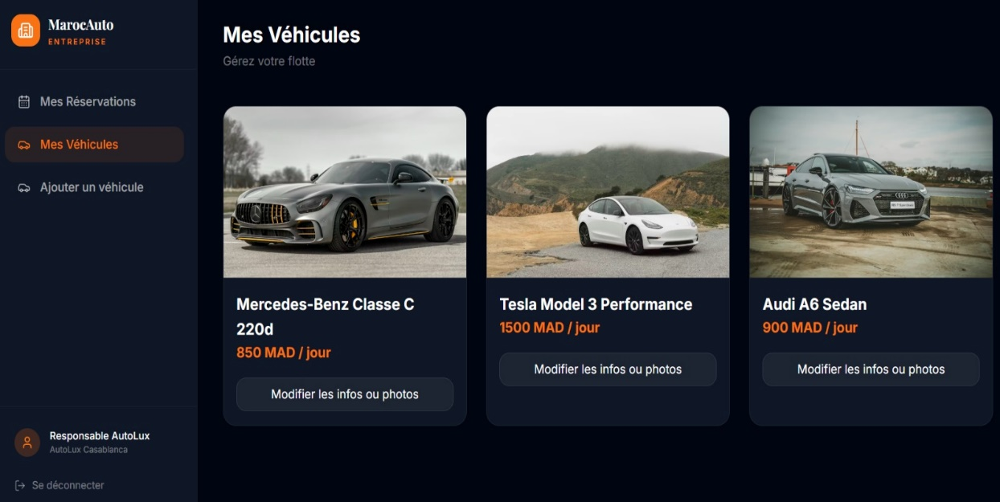 MarocAuto
ENTREPRISE
Mes Réservations
Mes Véhicules
Ajouter un véhicule
Responsable AutoLux
AutoLux Casablanca
Se déconnecter
Mes Véhicules
Gérez votre flotte
Mercedes-Benz Classe C
220d
850 MAD / jour
Modifier les infos ou photos
Tesla Model 3 Performance
1500 MAD / jour
Modifier les infos ou photos
Audi A6 Sedan
900 MAD / jour
Modifier les infos ou photos